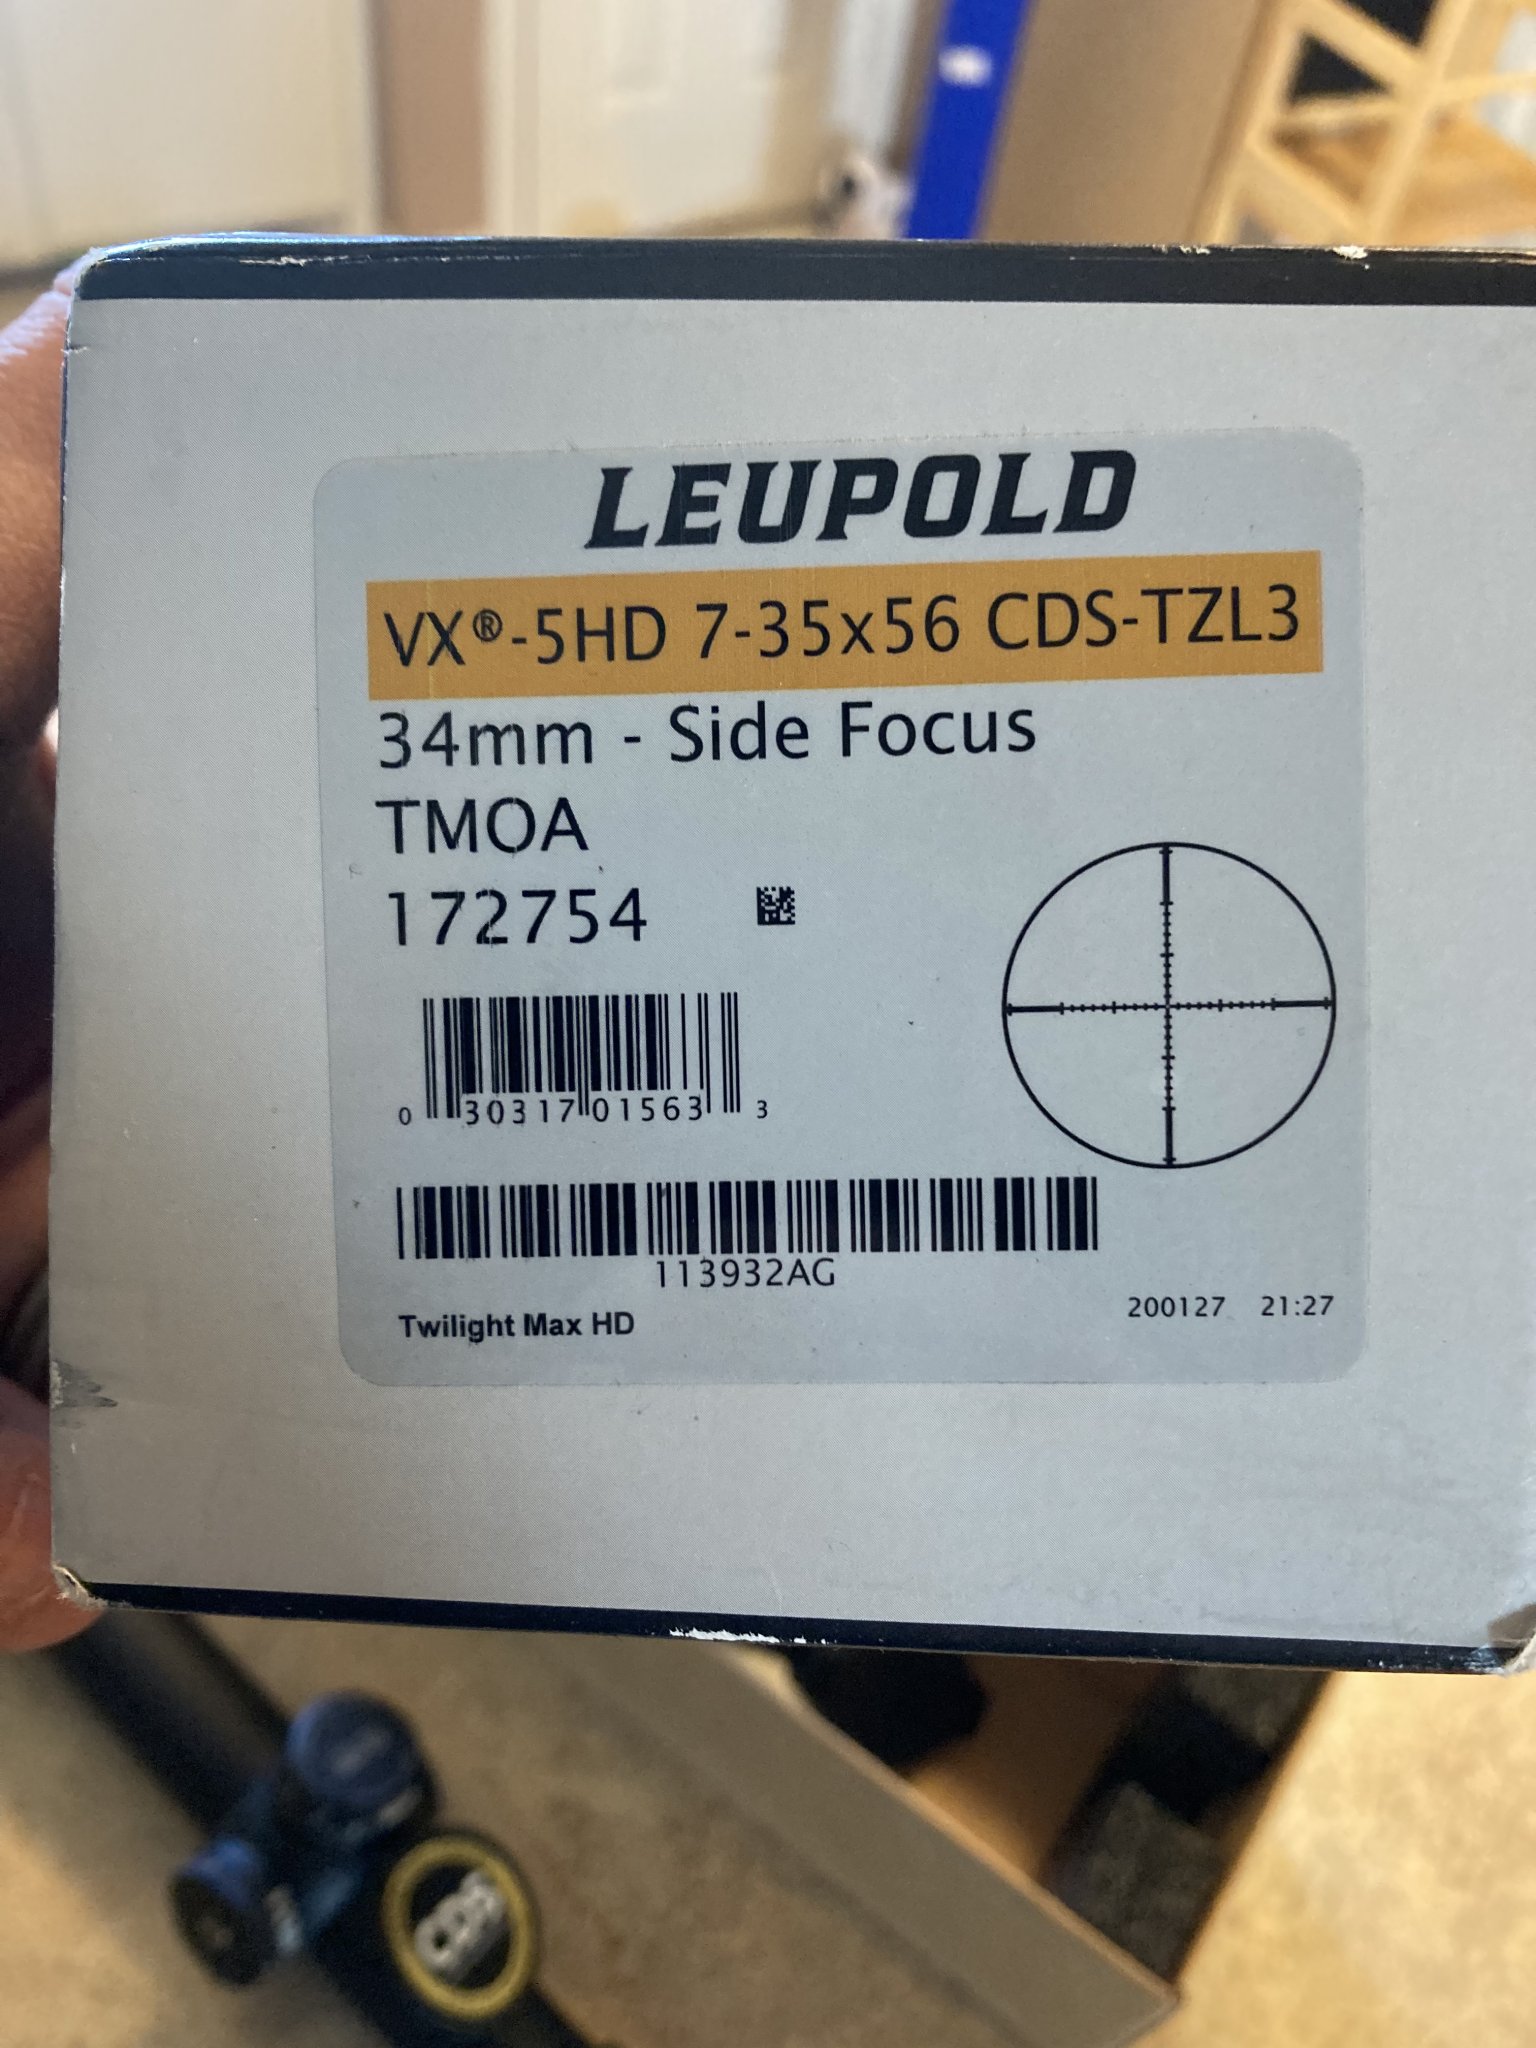 LEUPOLD
VX®-5HD 7-35x56 CDS-TZL3
34mm - Side Focus
TMOA
172754
0 30317 01563 3
113932AG
Twilight Max HD
200127 21:27
CDS